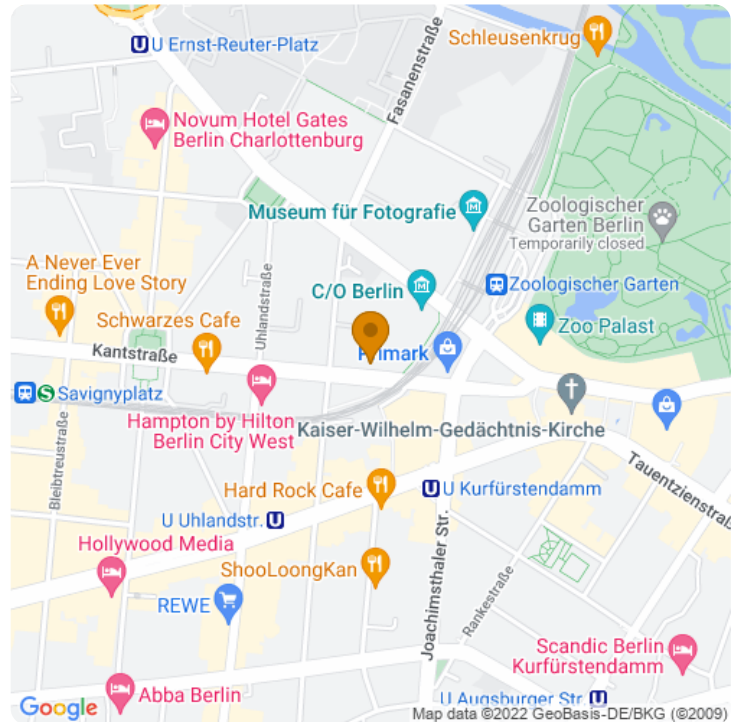 U Ernst-Reuter-Platz
Schleusenkrug
Fasanenstraße
Novum Hotel Gates
Berlin Charlottenburg
Museum für Fotografie
Zoologischer
Garten Berlin
Temporarily closed
A Never Ever
Ending Love Story
Uhlandstraße
C/O Berlin
Zoologischer Garten
Schwarzes Cafe
Zoo Palast
Kantstraße
S Savignyplatz
Hampton by Hilton
Berlin City West
Kaiser-Wilhelm-Gedächtnis-Kirche
Bleibtreustraße
Tauentzienstraß
Hard Rock Cafe
U U Kurfürstendamm
U Uhlandstr. U
Hollywood Media
ShooLoongKan
Joachimsthaler Str.
Rankestraße
REWE
Scandic Berlin
Kurfürstendamm
Abba Berlin
U Augsburger Str. U
Google
Map data ©2022 GeoBasis-DE/BKG (©2009)